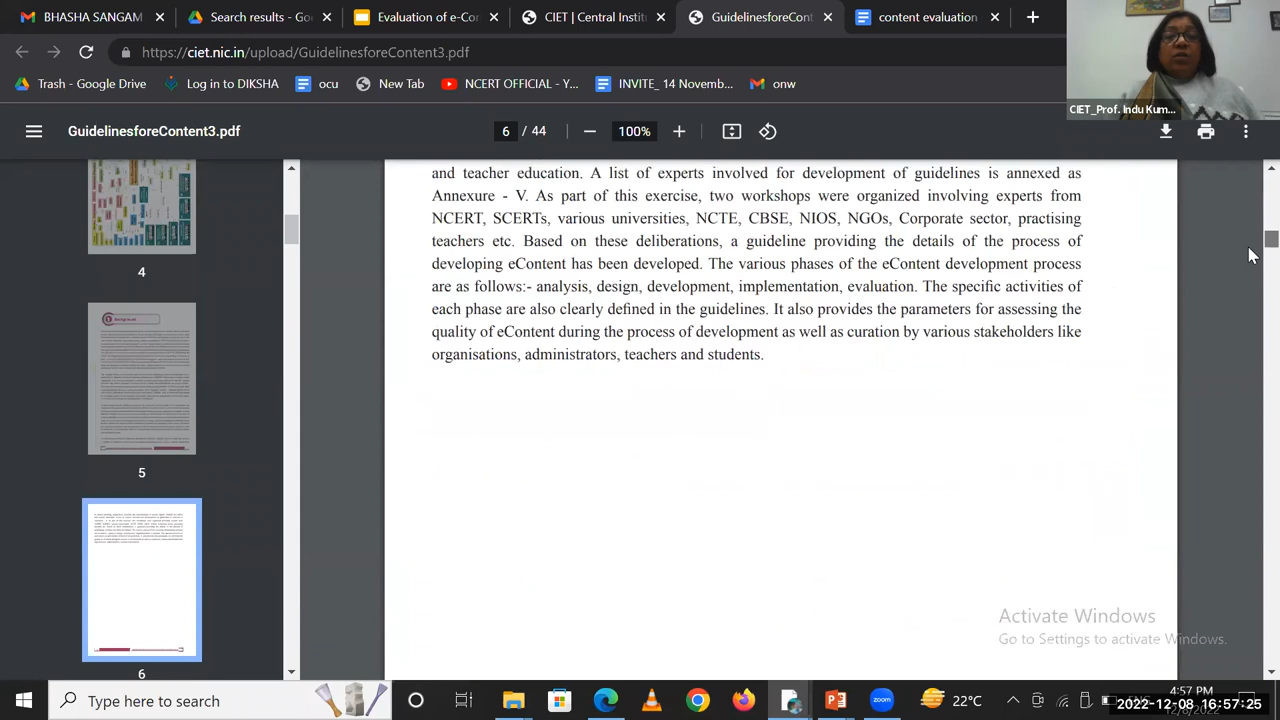 BHASHA SANGAM
Search results - Goo
Evaluation
CIET | Central Instit
GuidelinesforeCont
content evaluation
https://ciet.nic.in/upload/GuidelinesforeContent3.pdf
Trash - Google Drive
Log in to DIKSHA
ocr
New Tab
NCERT OFFICIAL - Y...
INVITE_ 14 Novemb...
onw
CIET_Prof. Indu Kum...
GuidelinesforeContent3.pdf
/ 44
100%
and teacher education. A list of experts involved for development of guidelines is annexed as
Annexure - V. As part of this exercise, two workshops were organized involving experts from
NCERT, SCERTs, various universities, NCTE, CBSE, NIOS, NGOs, Corporate sector, practising
teachers etc. Based on these deliberations, a guideline providing the details of the process of
developing eContent has been developed. The various phases of the eContent development process
are as follows:- analysis, design, development, implementation, evaluation. The specific activities of
each phase are also clearly defined in the guidelines. It also provides the parameters for assessing the
quality of eContent during the process of development as well as curation by various stakeholders like
organisations, administrators, teachers and students.
4
5
6
Activate Windows
Go to Settings to activate Windows.
Type here to search
zoom
22°C
4:57 PM
2022-12-08 16:57:25